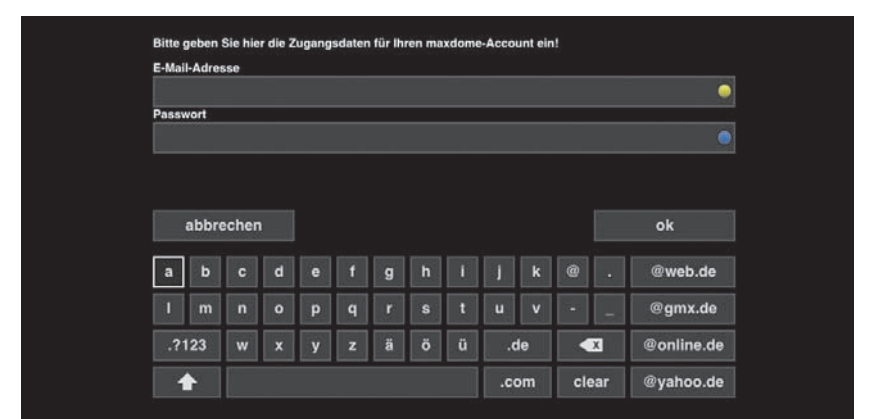 Bitte geben Sie hier die Zugangsdaten für Ihren maxdome-Account ein!
E-Mail-Adresse
Passwort
abbrechen ok
a b c d e f g h i j k @ . @web.de
l m n o p q r s t u v - _ @gmx.de
.?123 w x y z ä ö ü .de X @online.de
.com clear @yahoo.de